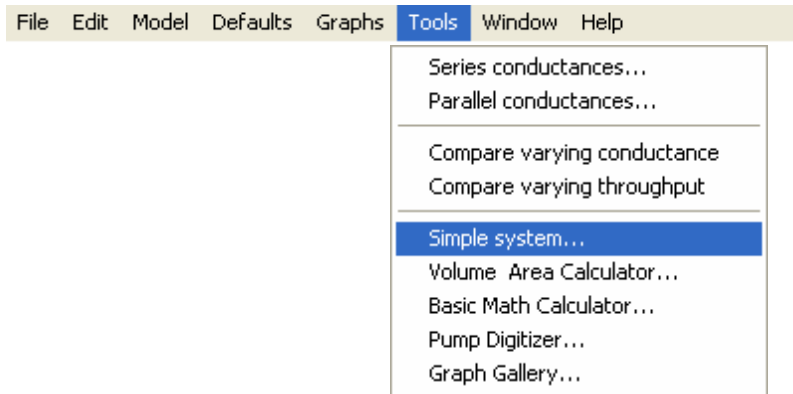 File Edit Model Defaults Graphs Tools Window Help
Series conductances...
Parallel conductances...
Compare varying conductance
Compare varying throughput
Simple system...
Volume Area Calculator...
Basic Math Calculator...
Pump Digitizer...
Graph Gallery...